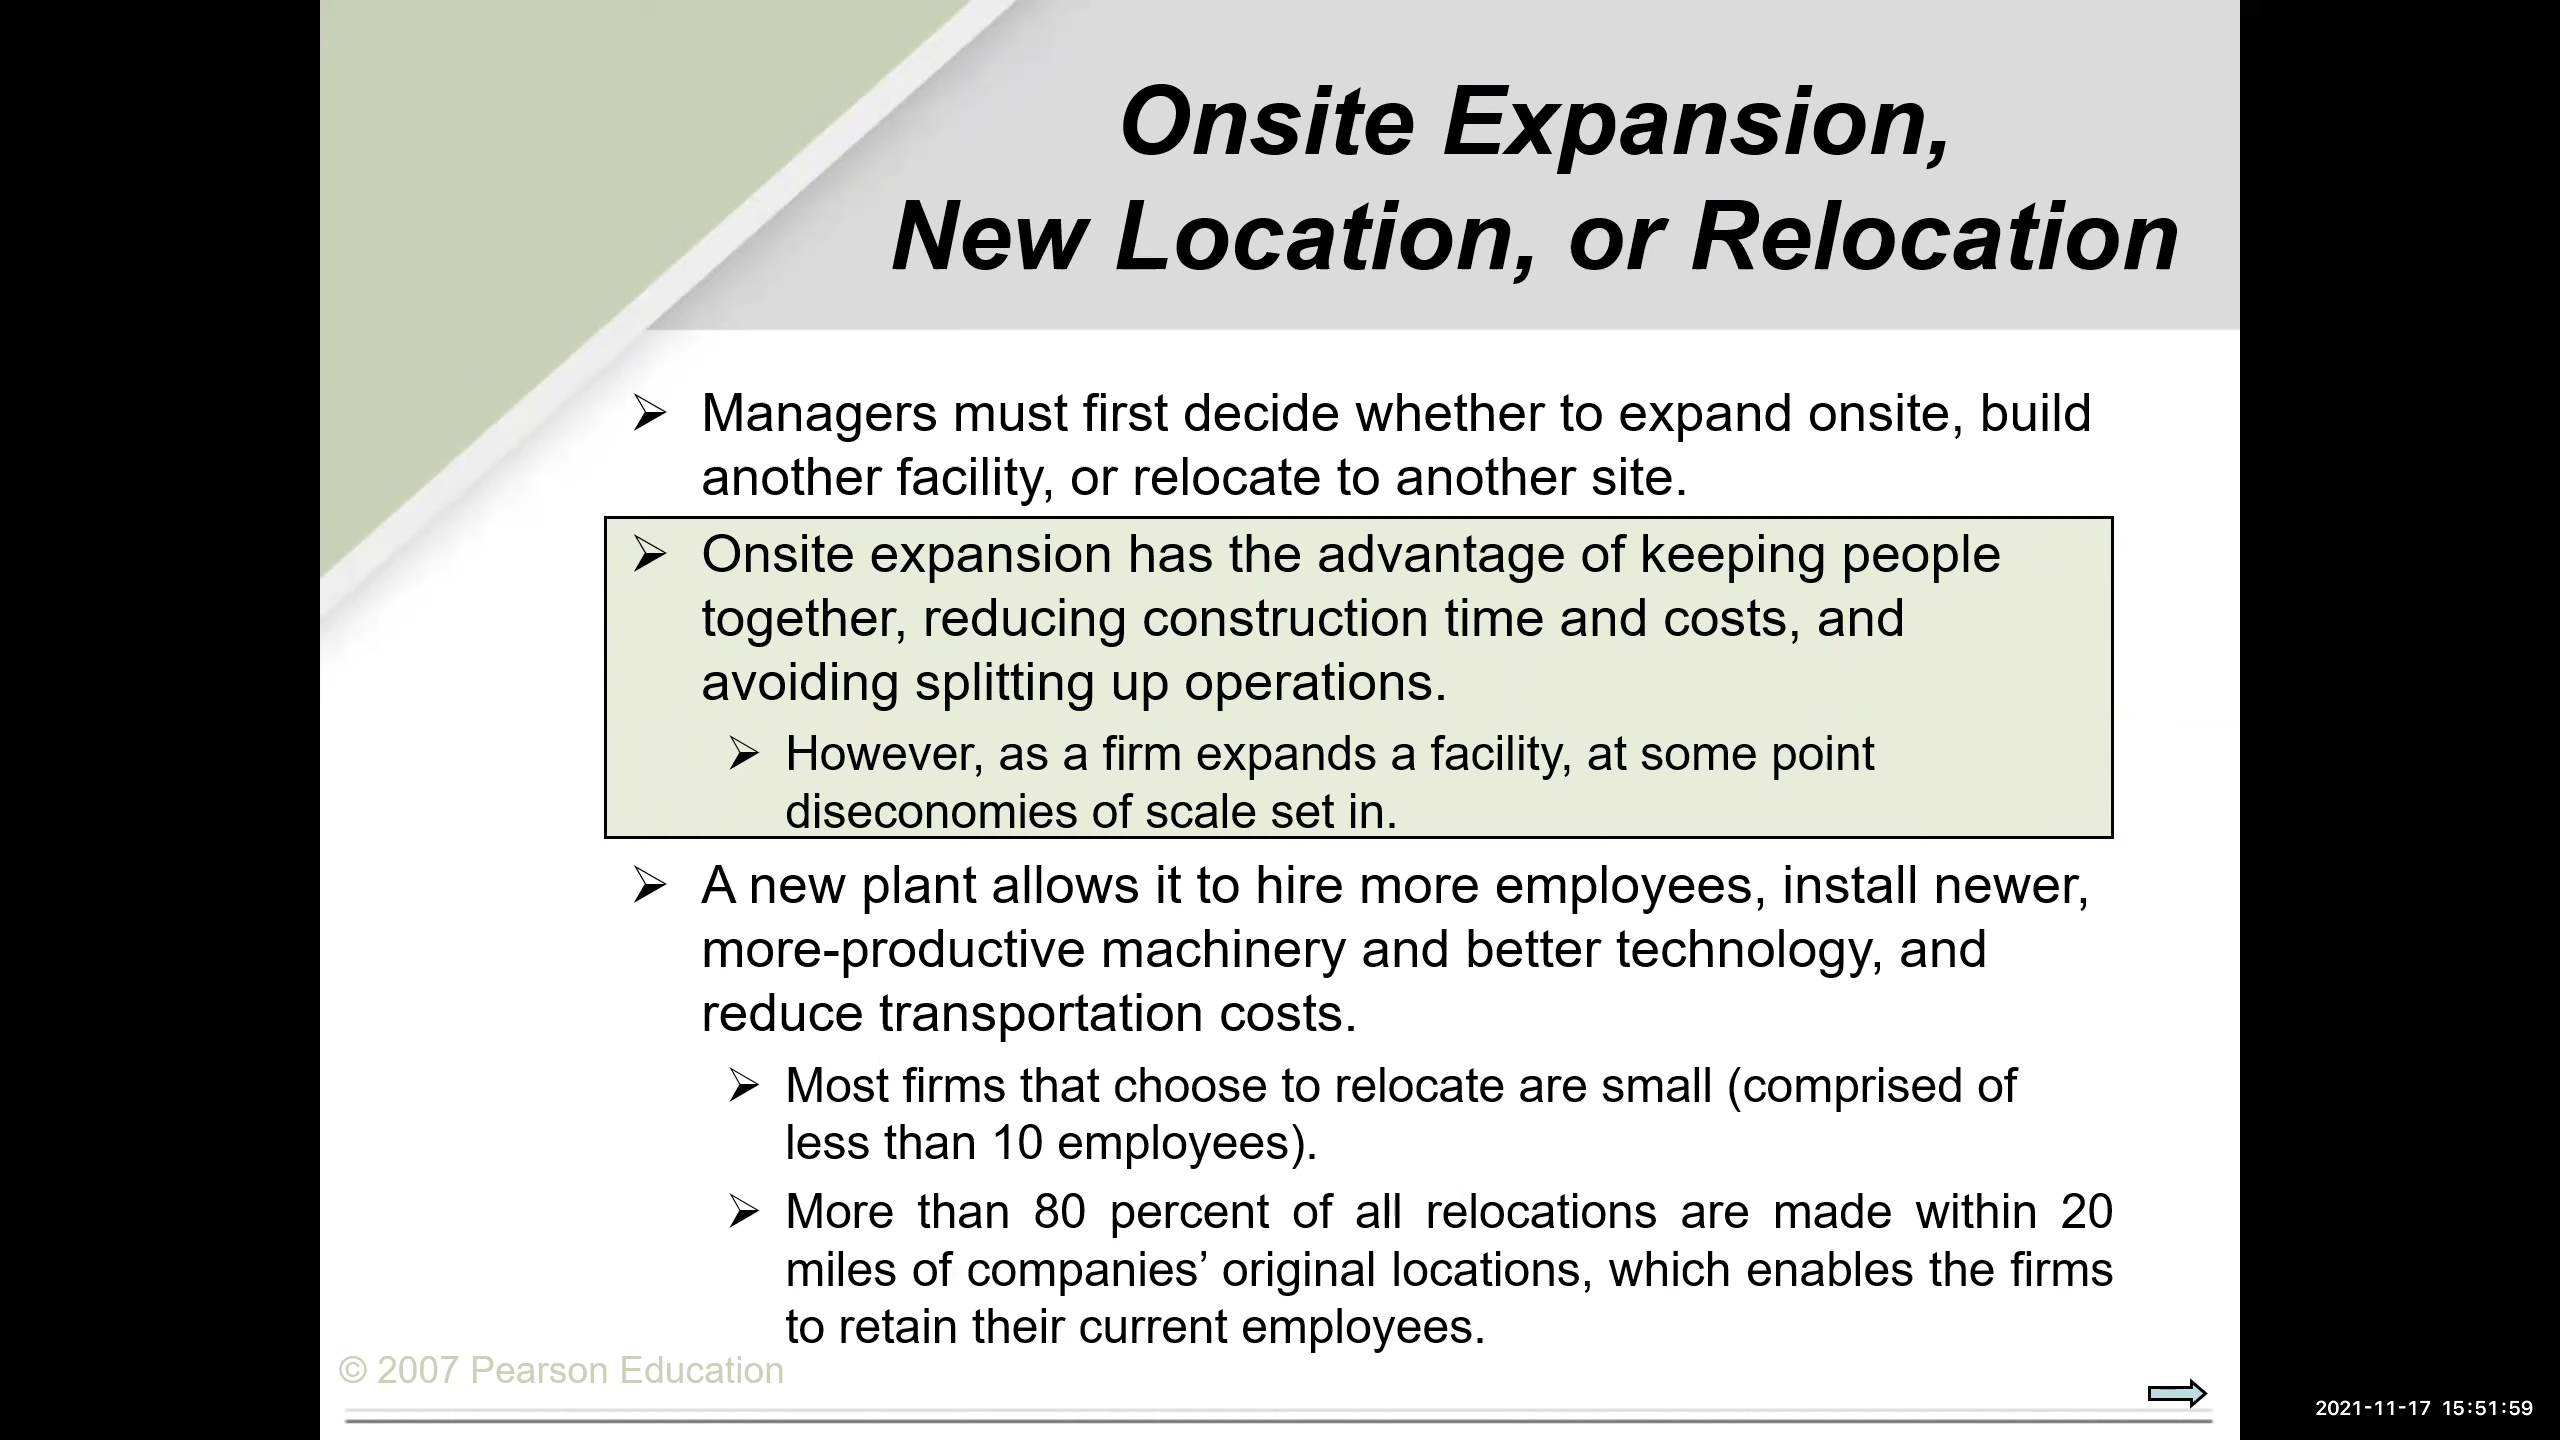 Onsite Expansion,
New Location, or Relocation
➢ Managers must first decide whether to expand onsite, build
another facility, or relocate to another site.
➢ Onsite expansion has the advantage of keeping people
together, reducing construction time and costs, and
avoiding splitting up operations.
➢ However, as a firm expands a facility, at some point
diseconomies of scale set in.
➢ A new plant allows it to hire more employees, install newer,
more-productive machinery and better technology, and
reduce transportation costs.
➢ Most firms that choose to relocate are small (comprised of
less than 10 employees).
➢ More than 80 percent of all relocations are made within 20
miles of companies’ original locations, which enables the firms
to retain their current employees.
© 2007 Pearson Education
2021-11-17 15:51:59